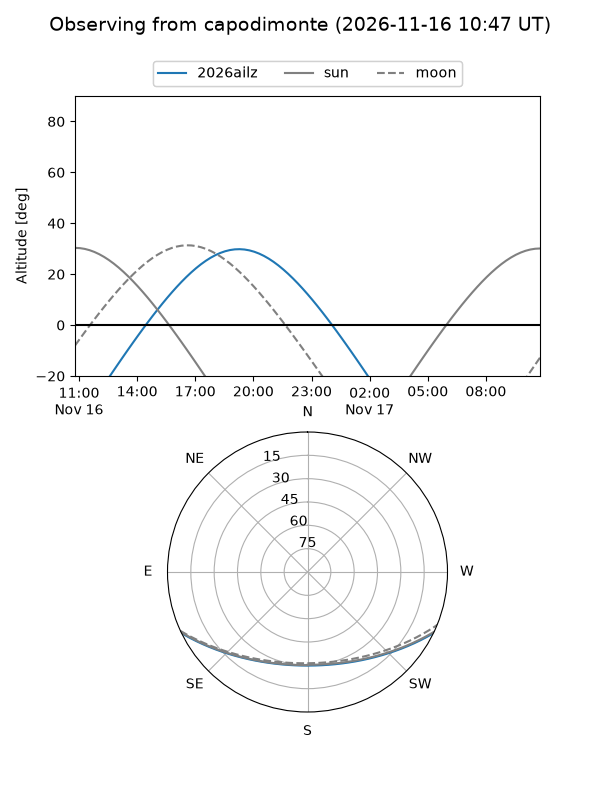 Observing from capodimonte (2026-11-16 10:47 UT)
2026ailz sun moon
Altitude [deg]
80
60
40
20
0
−20
11:00 14:00 17:00 20:00 23:00 02:00 05:00 08:00
Nov 16 Nov 17
N
NE NW
15
30
45
60
75
E W
SE SW
S